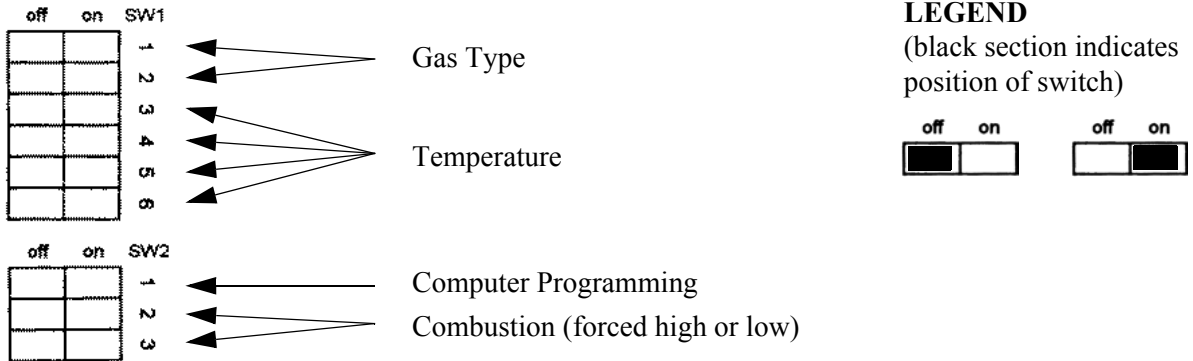 off on SW1
1
2
3
4
5
6
Gas Type
Temperature
off on SW2
1
2
3
Computer Programming
Combustion (forced high or low)
LEGEND
(black section indicates
position of switch)
off on off on